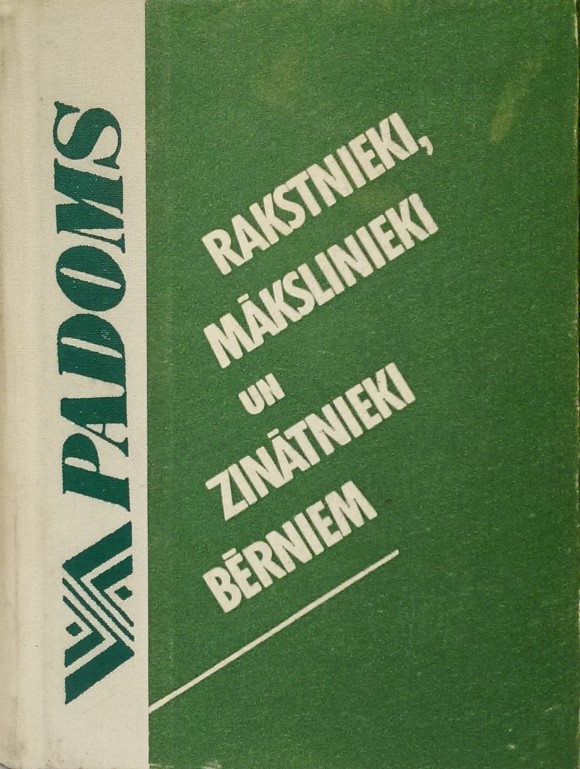 PADOMS
RAKSTNIEKI,
MĀKSLINIEKI
UN
ZINĀTNIEKI
BĒRNIEM